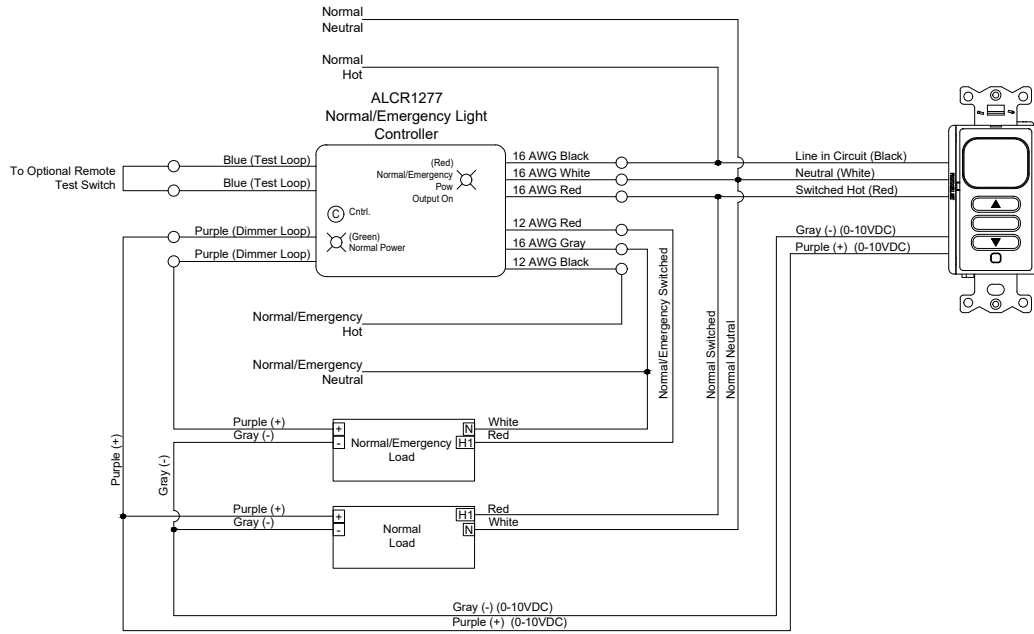 Normal
Neutral
Normal
Hot
ALCR1277
Normal/Emergency Light
Controller
To Optional Remote
Test Switch
Blue (Test Loop)
Blue (Test Loop)
Purple (Dimmer Loop)
Purple (Dimmer Loop)
(Red)
Normal/Emergency
Pow
Output On
C Cntrl.
(Green)
Normal Power
16 AWG Black
16 AWG White
16 AWG Red
12 AWG Red
16 AWG Gray
12 AWG Black
Line in Circuit (Black)
Neutral (White)
Switched Hot (Red)
Gray (-) (0-10VDC)
Purple (+) (0-10VDC)
Normal/Emergency
Hot
Normal/Emergency
Neutral
Normal/Emergency Switched
Normal Switched
Normal Neutral
Purple (+)
Gray (-)
Purple (+)
Gray (-)
+
-
Normal/Emergency
Load
N
H1
White
Red
Purple (+)
Gray (-)
+
-
Normal
Load
H1
N
Red
White
Gray (-) (0-10VDC)
Purple (+) (0-10VDC)